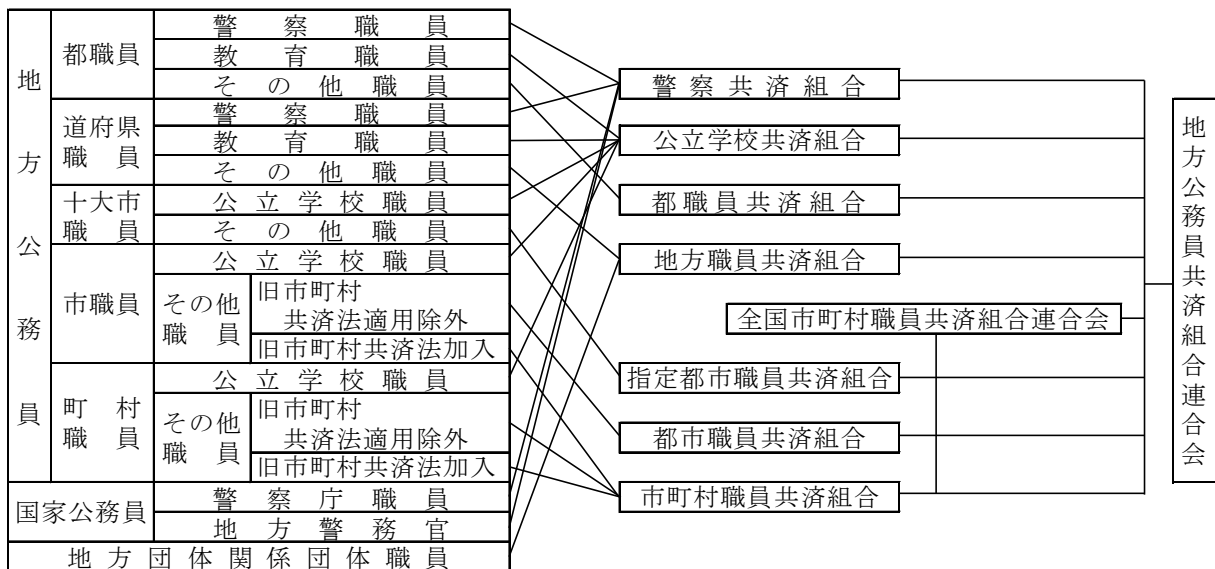 地方公務員
都職員
警察職員
教育職員
その他職員
道府県
職員
警察職員
教育職員
その他職員
十大市
職員
公立学校職員
その他職員
市職員
公立学校職員
その他
職員
旧市町村
共済法適用除外
旧市町村共済法加入
町村
職員
公立学校職員
その他
職員
旧市町村
共済法適用除外
旧市町村共済法加入
国家公務員
警察庁職員
地方警務官
地方団体関係団体職員
警察共済組合
公立学校共済組合
都職員共済組合
地方職員共済組合
全国市町村職員共済組合連合会
指定都市職員共済組合
都市職員共済組合
市町村職員共済組合
地方公務員共済組合連合会